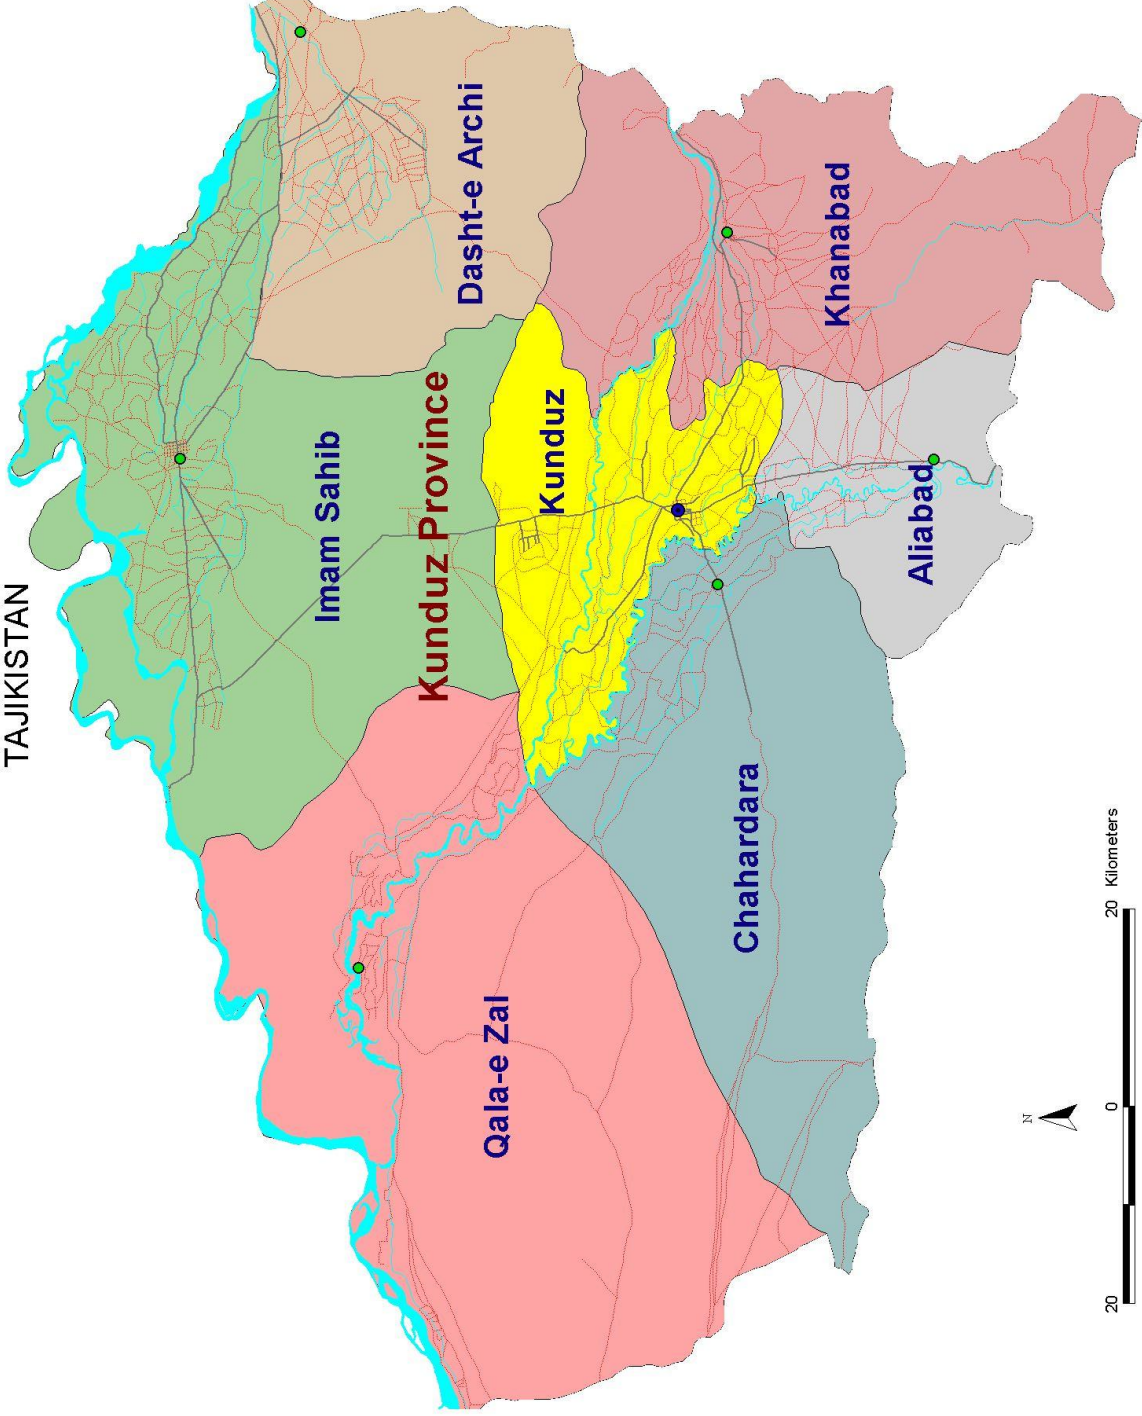 TAJIKISTAN
Imam Sahib
Dasht-e Archi
Kunduz Province
Kunduz
Qala-e Zal
Khanabad
Chahardara
Aliabad
N
20 0 20 Kilometers